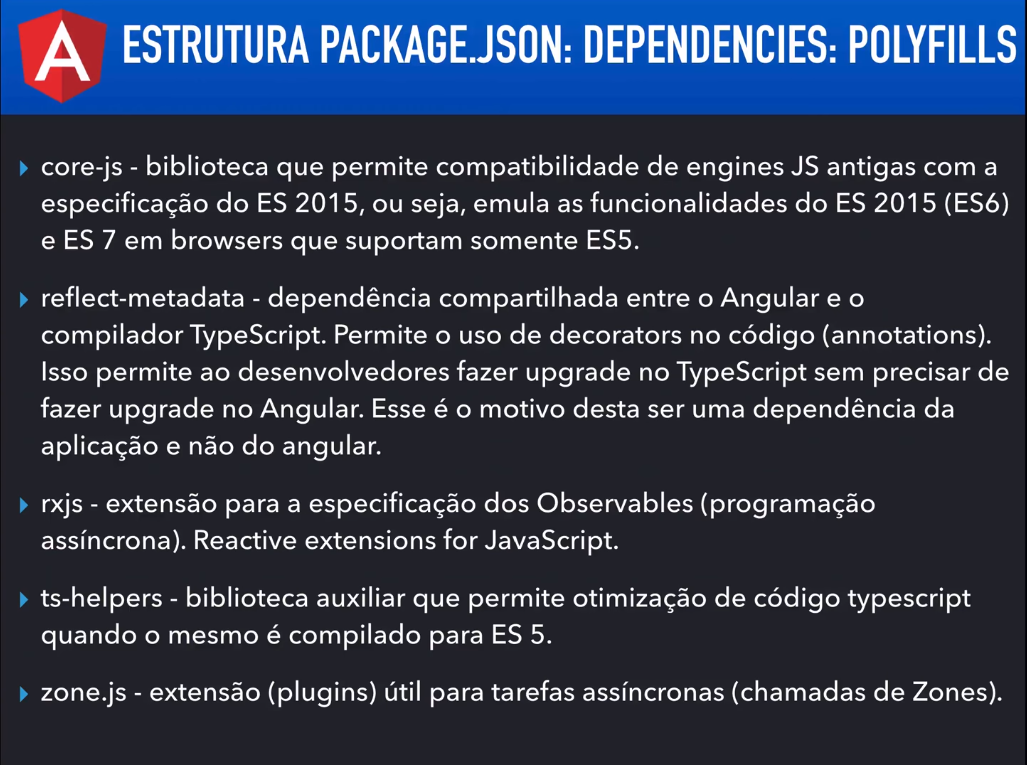 A
ESTRUTURA PACKAGE.JSON: DEPENDENCIES: POLYFILLS
core-js - biblioteca que permite compatibilidade de engines JS antigas com a
especificação do ES 2015, ou seja, emula as funcionalidades do ES 2015 (ES6)
e ES 7 em browsers que suportam somente ES5.
reflect-metadata - dependência compartilhada entre o Angular e o
compilador TypeScript. Permite o uso de decorators no código (annotations).
Isso permite ao desenvolvedores fazer upgrade no TypeScript sem precisar de
fazer upgrade no Angular. Esse é o motivo desta ser uma dependência da
aplicação e não do angular.
rxjs - extensão para a especificação dos Observables (programação
assíncrona). Reactive extensions for JavaScript.
ts-helpers - biblioteca auxiliar que permite otimização de código typescript
quando o mesmo é compilado para ES 5.
zone.js - extensão (plugins) útil para tarefas assíncronas (chamadas de Zones).